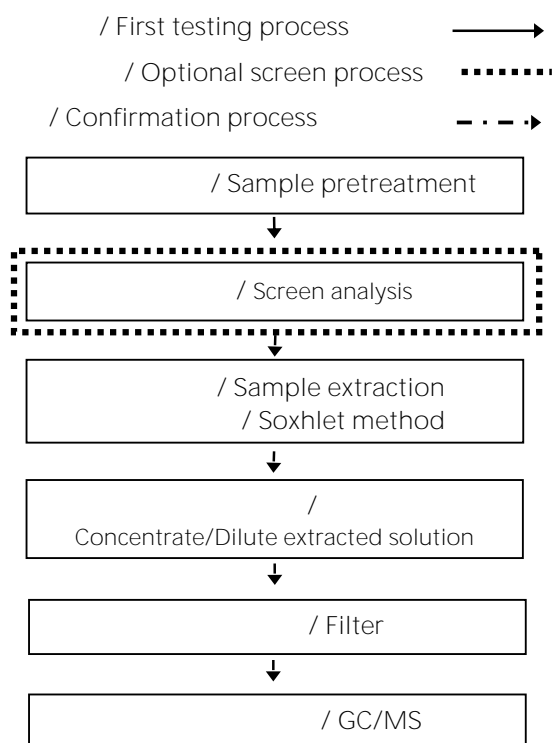 / First testing process
/ Optional screen process
/ Confirmation process
/ Sample pretreatment
/ Screen analysis
/ Sample extraction
/ Soxhlet method
/
Concentrate/Dilute extracted solution
/ Filter
/ GC/MS